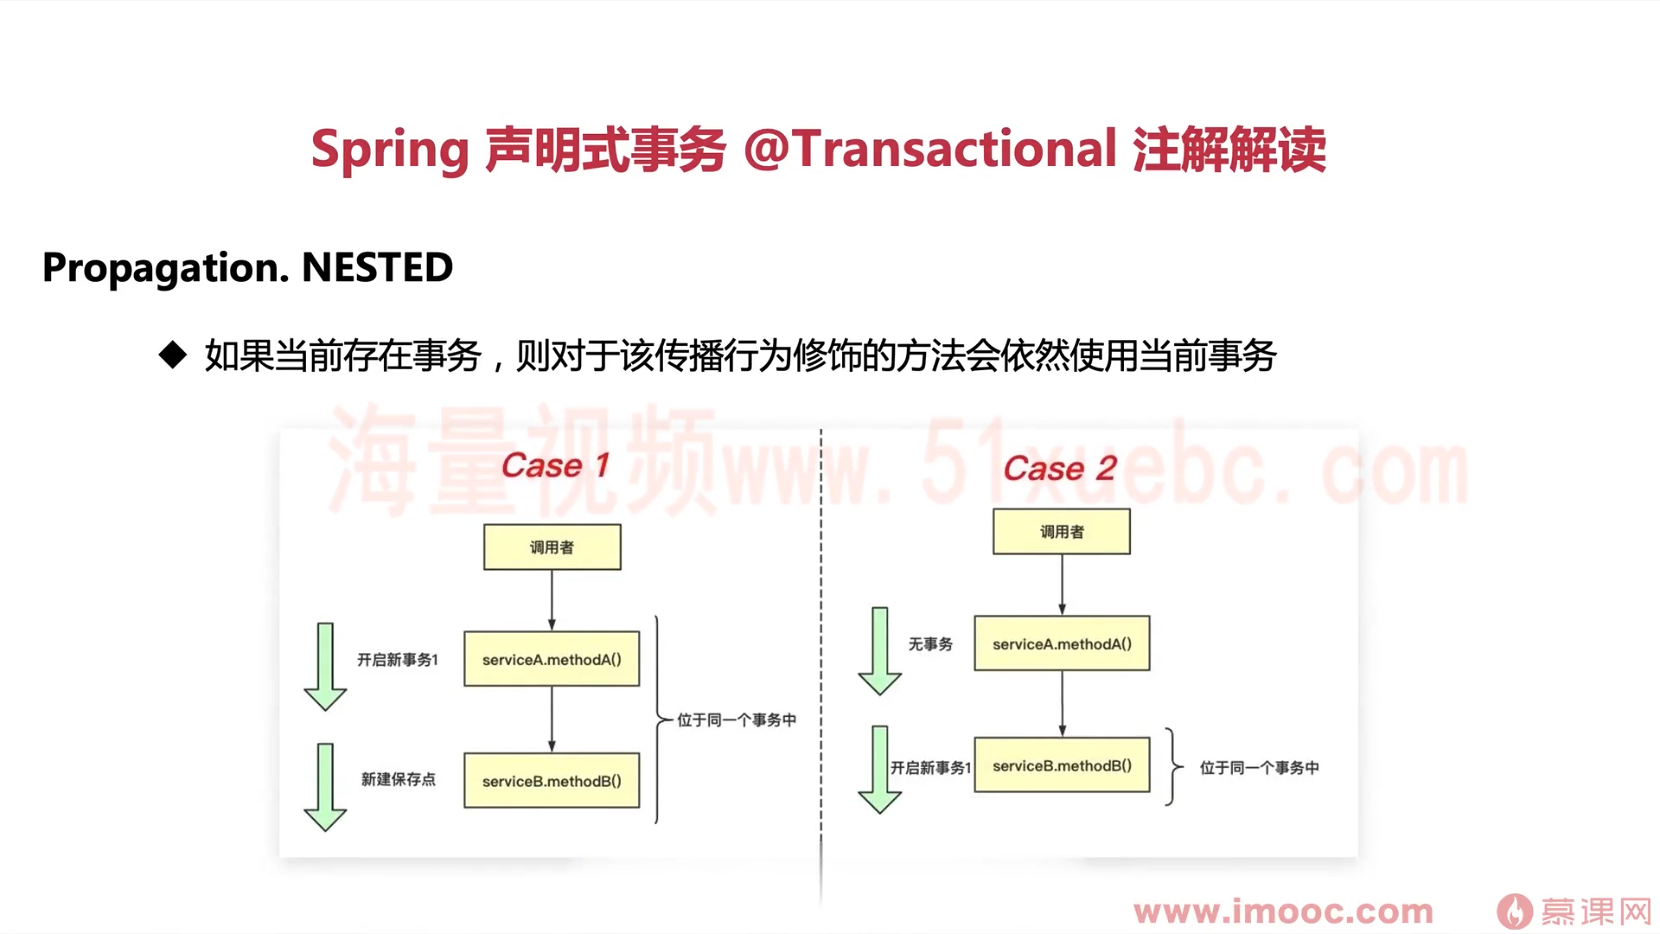 Spring 声明式事务 @Transactional 注解解读
Propagation. NESTED
◆ 如果当前存在事务，则对于该传播行为修饰的方法会依然使用当前事务
海量视频www.51xuebc.com
Case 1
调用者
开启新事务1
serviceA.methodA()
位于同一个事务中
新建保存点
serviceB.methodB()
Case 2
调用者
无事务
serviceA.methodA()
开启新事务1
serviceB.methodB()
位于同一个事务中
www.imooc.com
慕课网